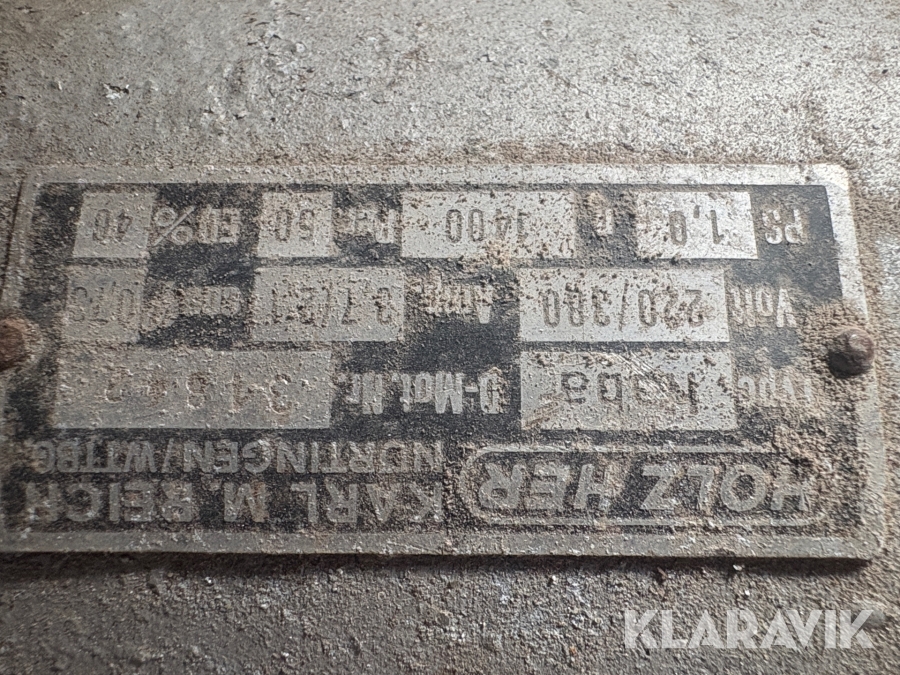 HOLZ HER KARL M. REICH
NÜRTINGEN/WTTBG
Type D-Mot. Nr.
Volt 220/380 Amp. 3,7/2,1
PS 1,0 n 1400 Per 50 ED% 40
KLARAVIK